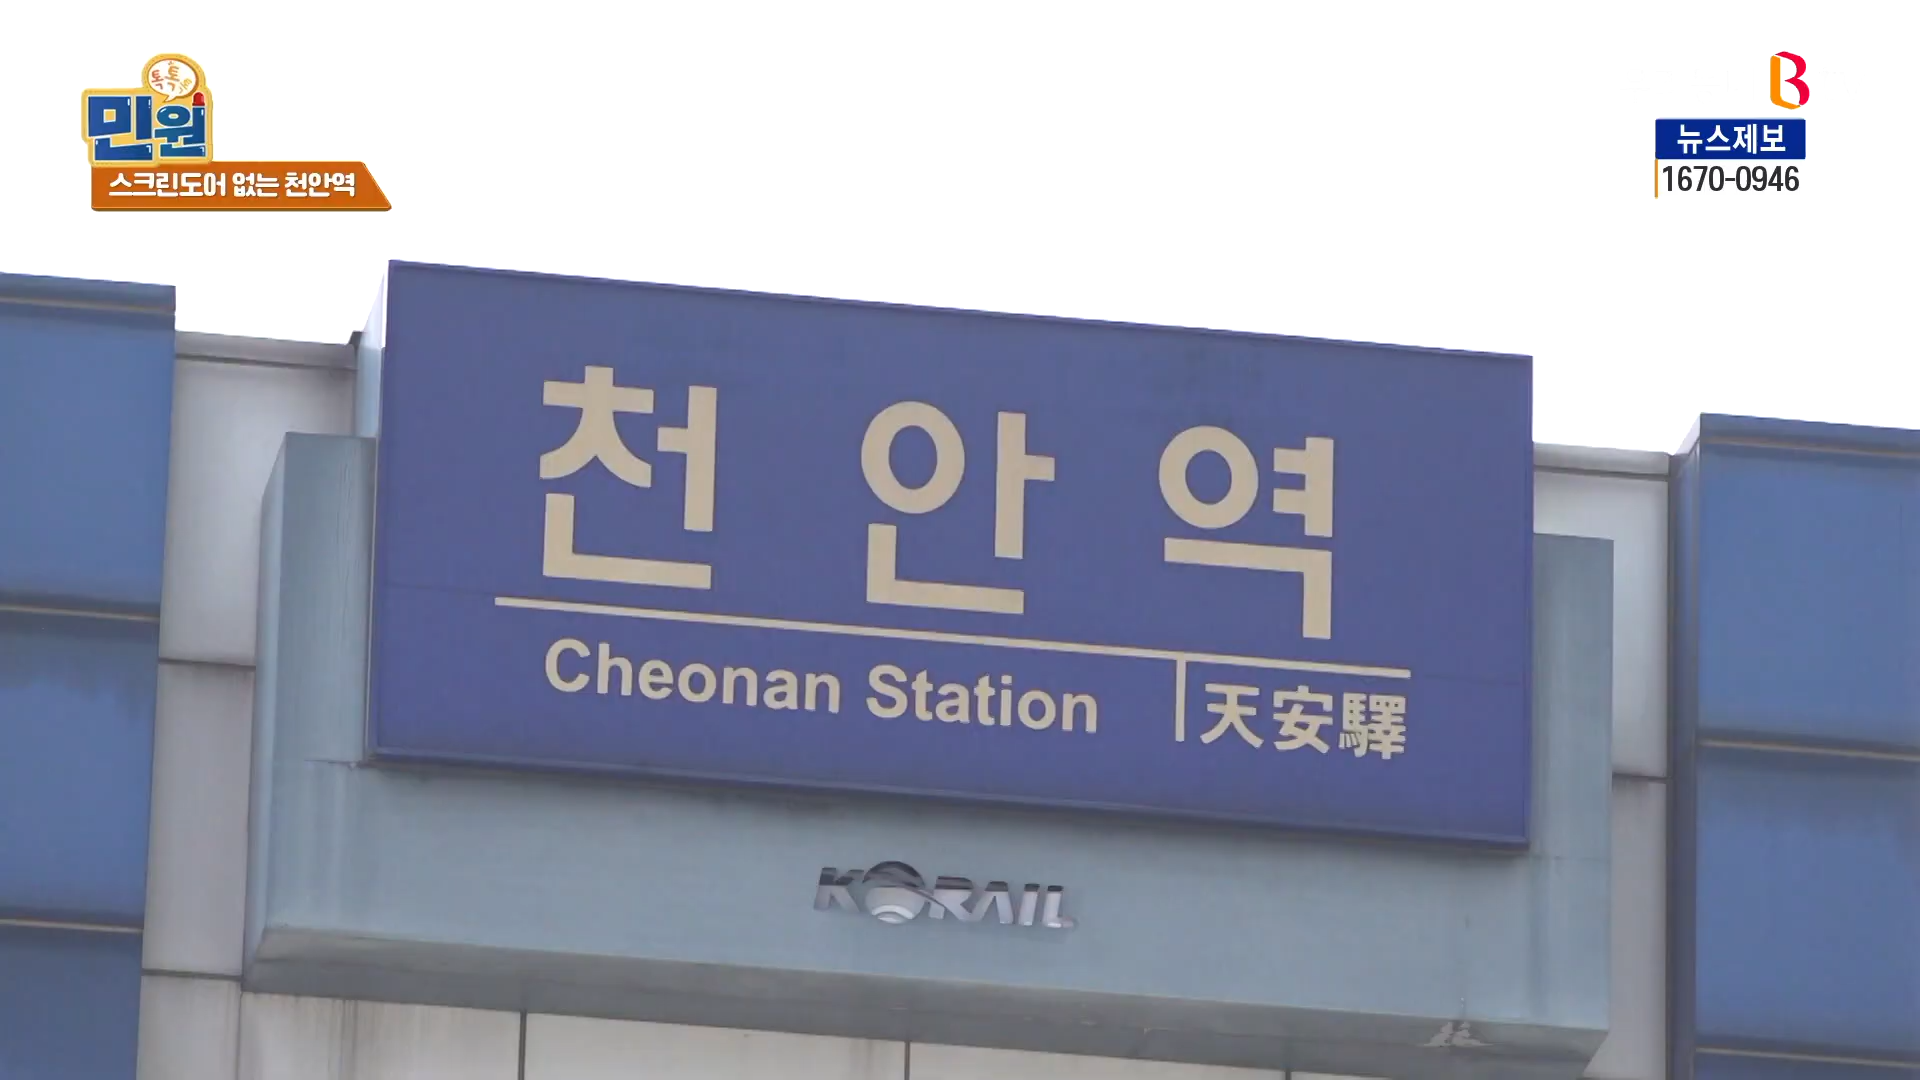 톡톡
민원
스크린도어 없는 천안역
B
뉴스제보
1670-0946
천안역
Cheonan Station
天安驛
KORAIL